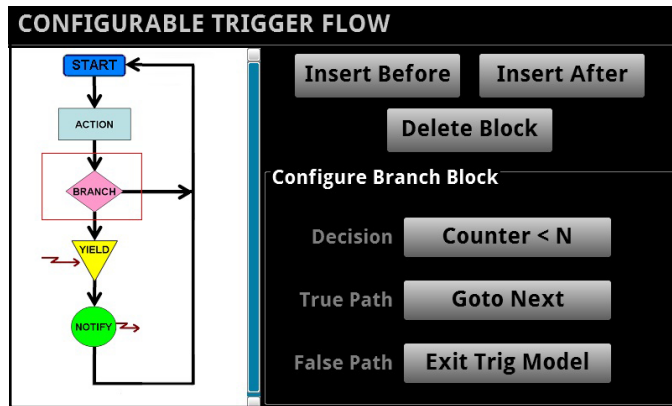 CONFIGURABLE TRIGGER FLOW
START
ACTION
BRANCH
YIELD
NOTIFY
Insert Before
Insert After
Delete Block
Configure Branch Block
Decision
Counter < N
True Path
Goto Next
False Path
Exit Trig Model